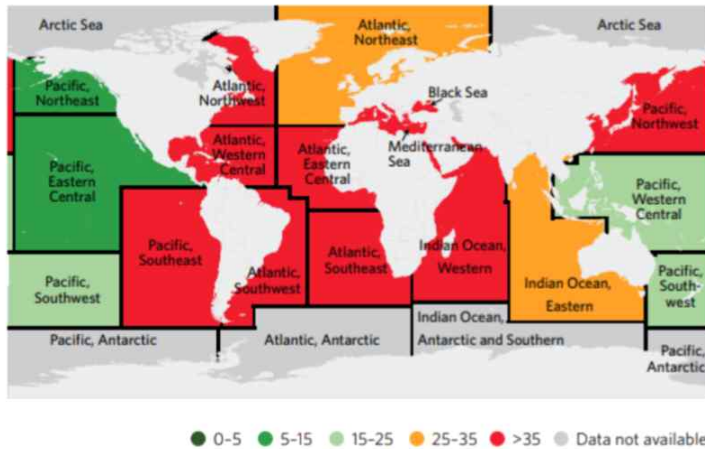 Arctic Sea
Atlantic,
Northeast
Arctic Sea
Pacific,
Northeast
Atlantic,
Northwest
Black Sea
Pacific,
Northwest
Atlantic,
Western
Central
Atlantic,
Eastern
Central
Mediterranean
Sea
Pacific,
Eastern
Central
Pacific,
Western
Central
Pacific,
Southeast
Atlantic,
Southwest
Atlantic,
Southeast
Indian Ocean,
Western
Pacific,
Southwest
Indian Ocean,
Eastern
Pacific,
South-
west
Pacific, Antarctic
Atlantic, Antarctic
Indian Ocean,
Antarctic and Southern
Pacific,
Antarctic
0–5 5–15 15–25 25–35 >35 Data not available